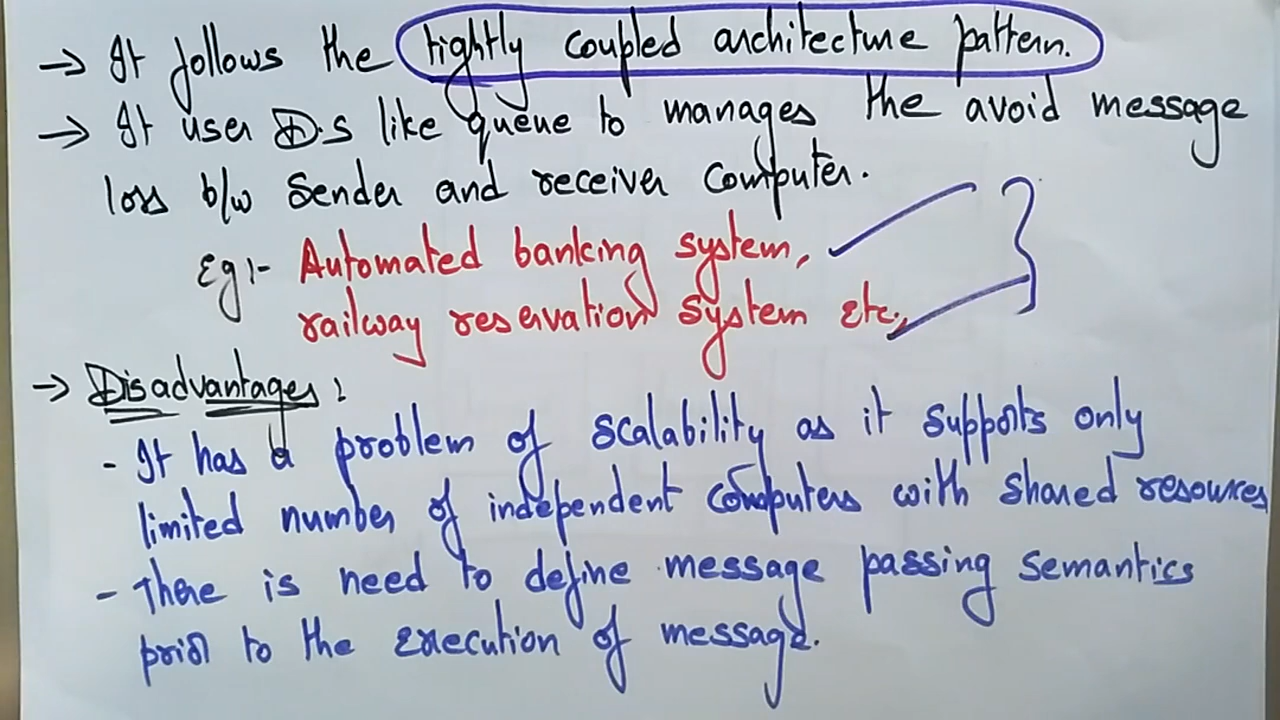 → It follows the tightly coupled architecture pattern.
→ It uses D.S like queue to manages the avoid message
loss b/w Sender and receiver Computer.
Eg:- Automated banking system,
railway reservation system etc.,
→ Disadvantages:
- It has a problem of scalability as it supports only
limited number of independent computers with shared resources
- There is need to define message passing semantics
prior to the execution of message.